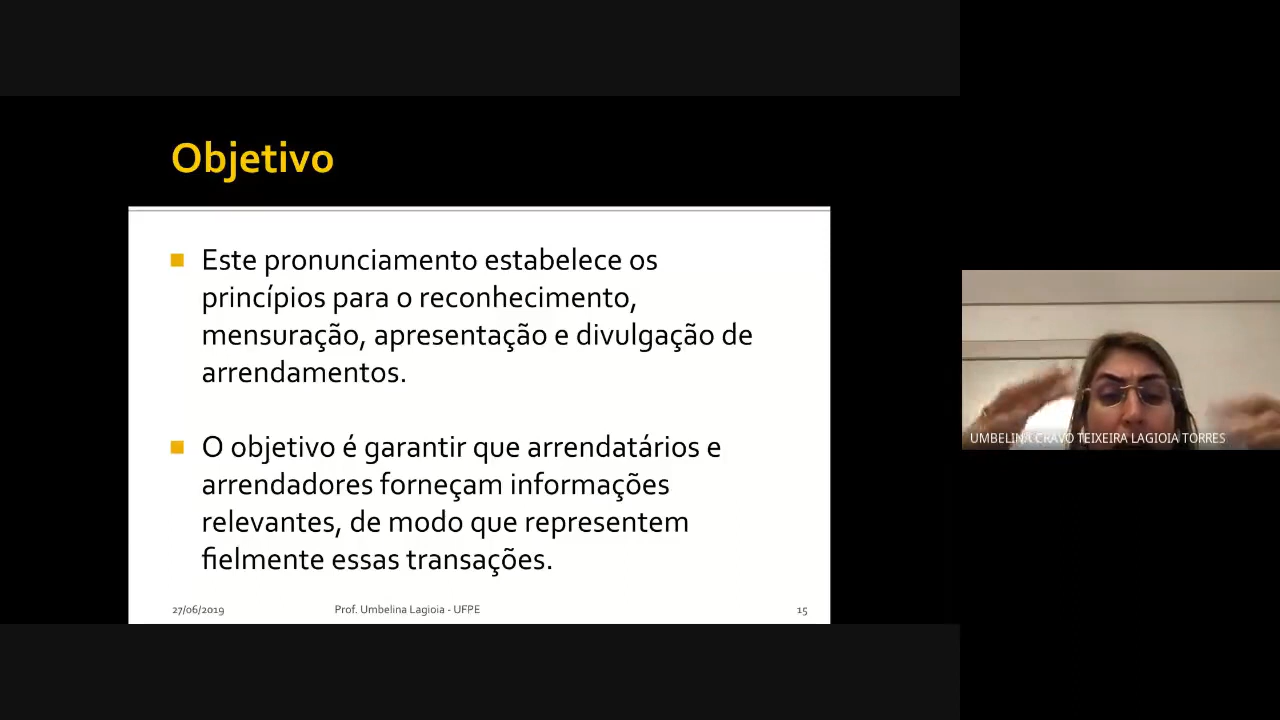 Objetivo
Este pronunciamento estabelece os
princípios para o reconhecimento,
mensuração, apresentação e divulgação de
arrendamentos.
O objetivo é garantir que arrendatários e
arrendadores forneçam informações
relevantes, de modo que representem
fielmente essas transações.
27/06/2019 Prof. Umbelina Lagioia - UFPE 15
UMBELINA CRAVO TEIXEIRA LAGIOIA TORRES